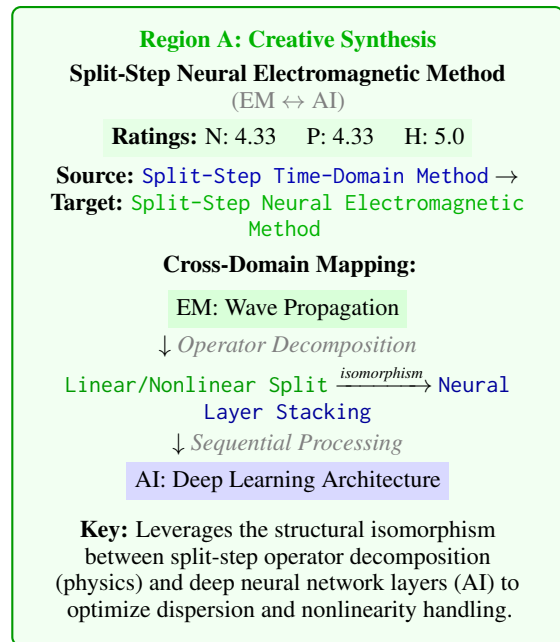 Region A: Creative Synthesis
Split-Step Neural Electromagnetic Method
(EM ↔ AI)
Ratings: N: 4.33 P: 4.33 H: 5.0
Source: Split-Step Time-Domain Method →
Target: Split-Step Neural Electromagnetic
Method
Cross-Domain Mapping:
EM: Wave Propagation
↓ Operator Decomposition
Linear/Nonlinear Split —isomorphism→ Neural
Layer Stacking
↓ Sequential Processing
AI: Deep Learning Architecture
Key: Leverages the structural isomorphism
between split-step operator decomposition
(physics) and deep neural network layers (AI) to
optimize dispersion and nonlinearity handling.